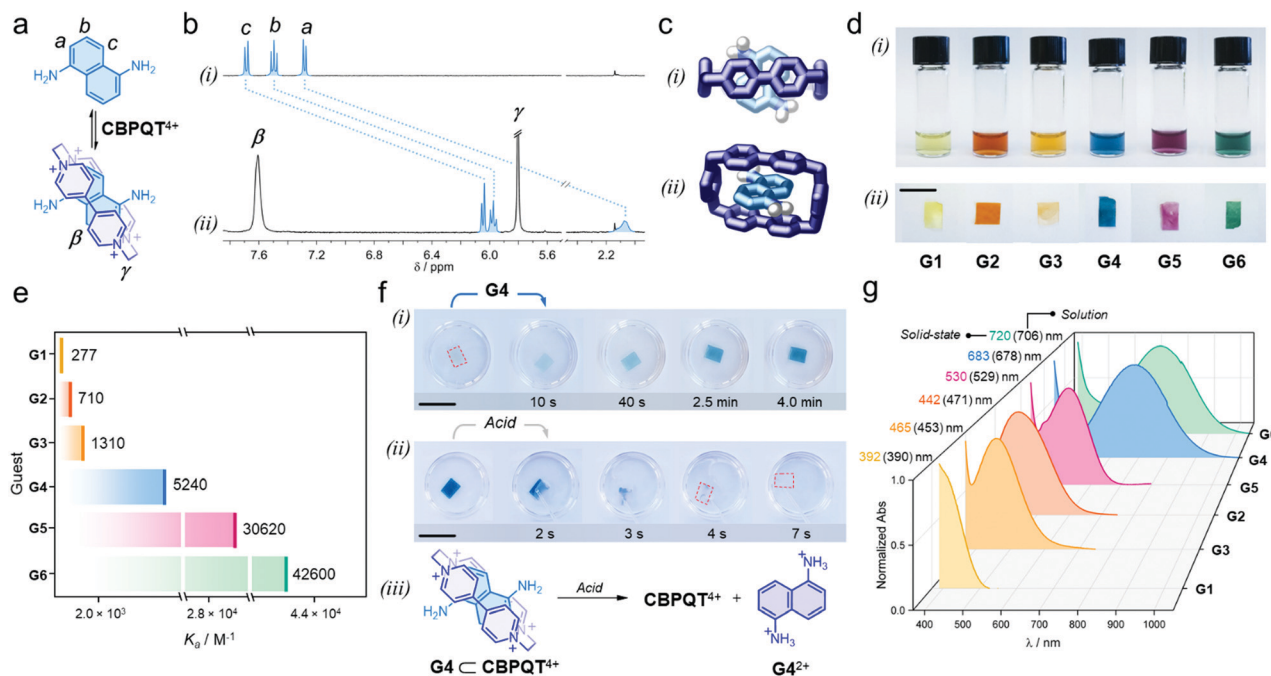 a
b
a
c
H₂N
NH₂
CBPQT⁴⁺
N
+
N
+
H₂N
NH₂
β
N
+
N
+
γ
b
c
b
a
(i)
β
γ
(ii)
7.6
7.2
6.8
6.4
6.0
5.6
2.2
δ / ppm
c
(i)
(ii)
d
(i)
(ii)
G1 G2 G3 G4 G5 G6
e
G1
277
G2
710
G3
1310
G4
5240
G5
30620
G6
42600
Guest
2.0 × 10³
2.8 × 10⁴
4.4 × 10⁴
Kₐ / M⁻¹
f
G4
(i)
10 s
40 s
2.5 min
4.0 min
Acid
(ii)
2 s
3 s
4 s
7 s
(iii)
+
N
N
+
NH₂
H₂N
+
N
N
+
G4 ⊂ CBPQT⁴⁺
Acid
CBPQT⁴⁺ +
+
NH₃
+
NH₃
G4²⁺
g
Solution
Solid-state
720 (706) nm
683 (678) nm
530 (529) nm
442 (471) nm
465 (453) nm
392 (390) nm
G4
G5
G2
G3
G1
1.0
0.5
0.0
Normalized Abs
400 500 600 700 800 900 1000
λ / nm